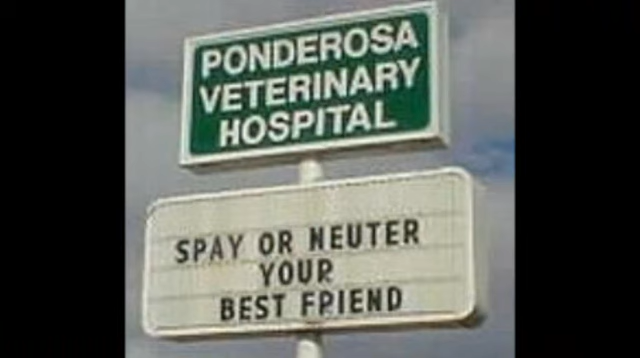 PONDEROSA
VETERINARY
HOSPITAL
SPAY OR NEUTER
YOUR
BEST FRIEND